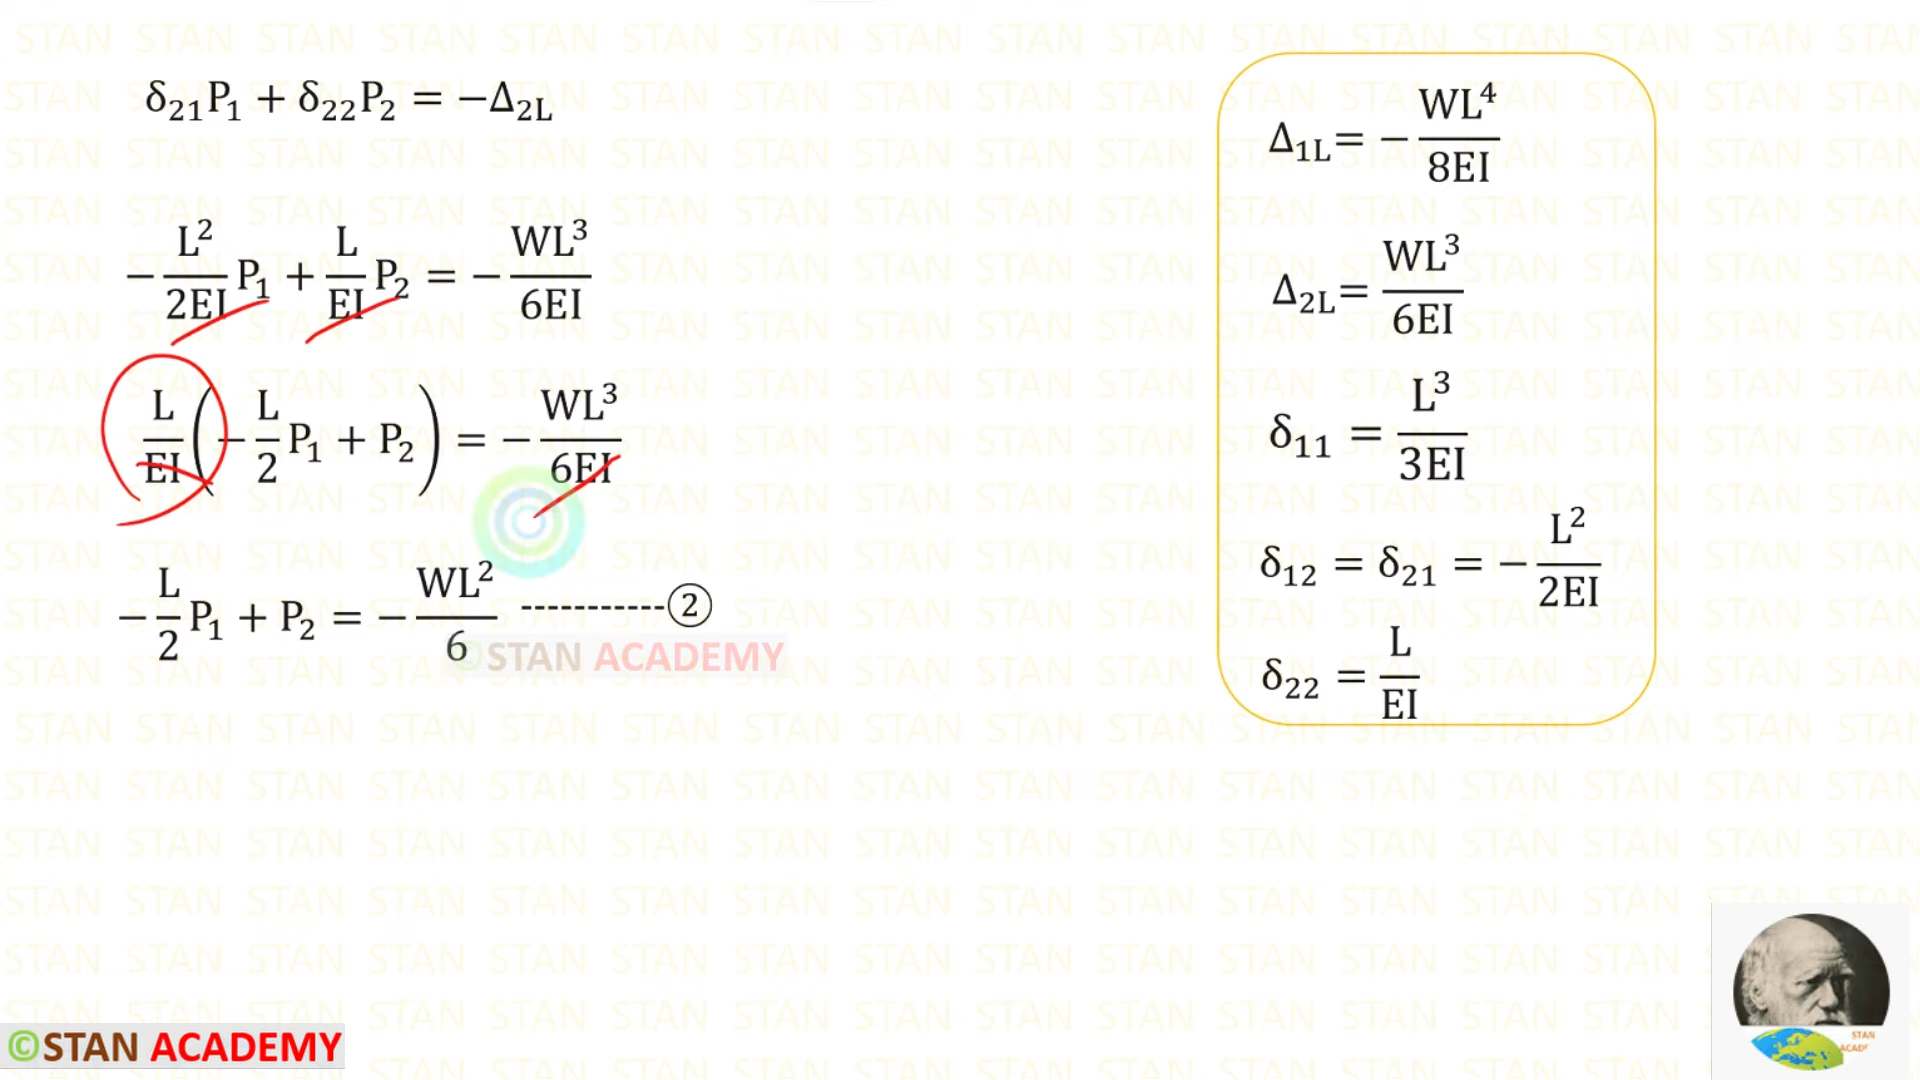 δ₂₁P₁ + δ₂₂P₂ = −Δ₂L
−L²/2EI P₁ + L/EI P₂ = −WL³/6EI
L/EI (−L/2 P₁ + P₂) = −WL³/6EI
−L/2 P₁ + P₂ = −WL²/6 -----------②
©STAN ACADEMY
Δ₁L = −WL⁴/8EI
Δ₂L = WL³/6EI
δ₁₁ = L³/3EI
δ₁₂ = δ₂₁ = −L²/2EI
δ₂₂ = L/EI
©STAN ACADEMY
STAN